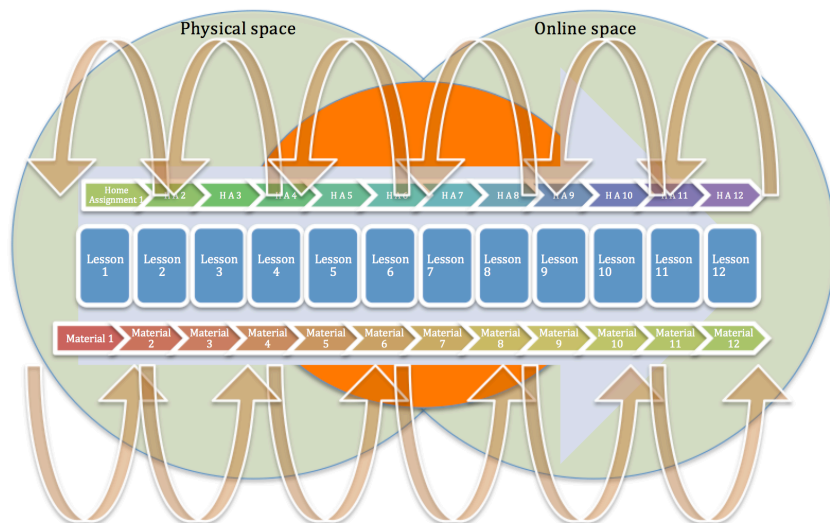 Physical space
Online space
Home
Assignment 1
H A 2
H A 3
H A 4
H A 5
H A 7
H A 8
H A 9
H A 10
H A 11
H A 12
Lesson
1
Lesson
2
Lesson
3
Lesson
4
Lesson
5
Lesson
6
Lesson
7
Lesson
8
Lesson
9
Lesson
10
Lesson
11
Lesson
12
Material 1
Material
2
Material
3
Material
4
Material
5
Material
6
Material
7
Material
8
Material
9
Material
10
Material
11
Material
12